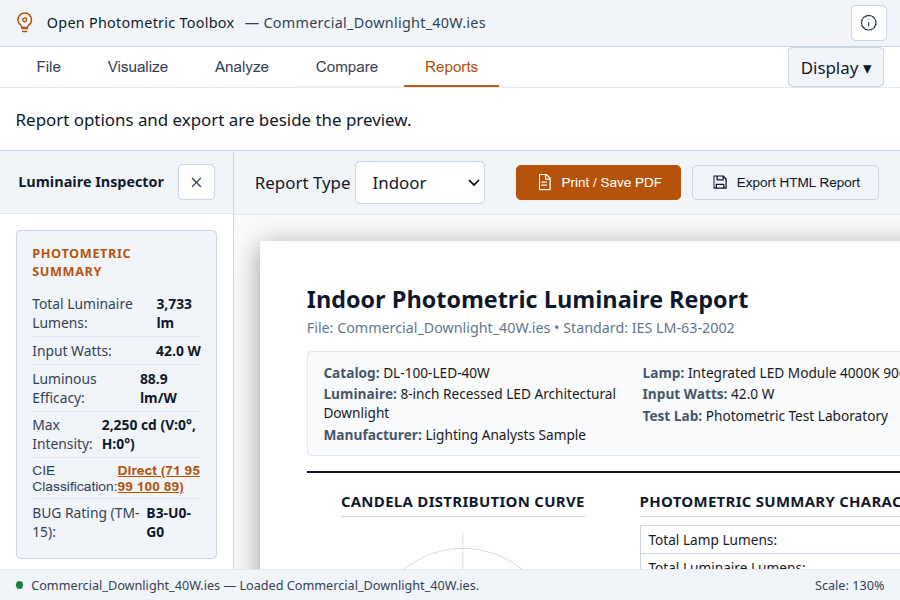 Open Photometric Toolbox — Commercial_Downlight_40W.ies
File Visualize Analyze Compare Reports Display ▾
Report options and export are beside the preview.
Luminaire Inspector
Report Type Indoor Print / Save PDF Export HTML Report
PHOTOMETRIC
SUMMARY
Total Luminaire Lumens: 3,733 lm
Input Watts: 42.0 W
Luminous Efficacy: 88.9 lm/W
Max Intensity: 2,250 cd (V:0°, H:0°)
CIE Classification: Direct (71 95 99 100 89)
BUG Rating (TM-15): B3-U0-G0
Indoor Photometric Luminaire Report
File: Commercial_Downlight_40W.ies • Standard: IES LM-63-2002
Catalog: DL-100-LED-40W
Luminaire: 8-inch Recessed LED Architectural
Downlight
Manufacturer: Lighting Analysts Sample
Lamp: Integrated LED Module 4000K 90
Input Watts: 42.0 W
Test Lab: Photometric Test Laboratory
CANDELA DISTRIBUTION CURVE
PHOTOMETRIC SUMMARY CHARAC
Total Lamp Lumens:
Total Luminaire Lumens:
Commercial_Downlight_40W.ies — Loaded Commercial_Downlight_40W.ies.
Scale: 130%